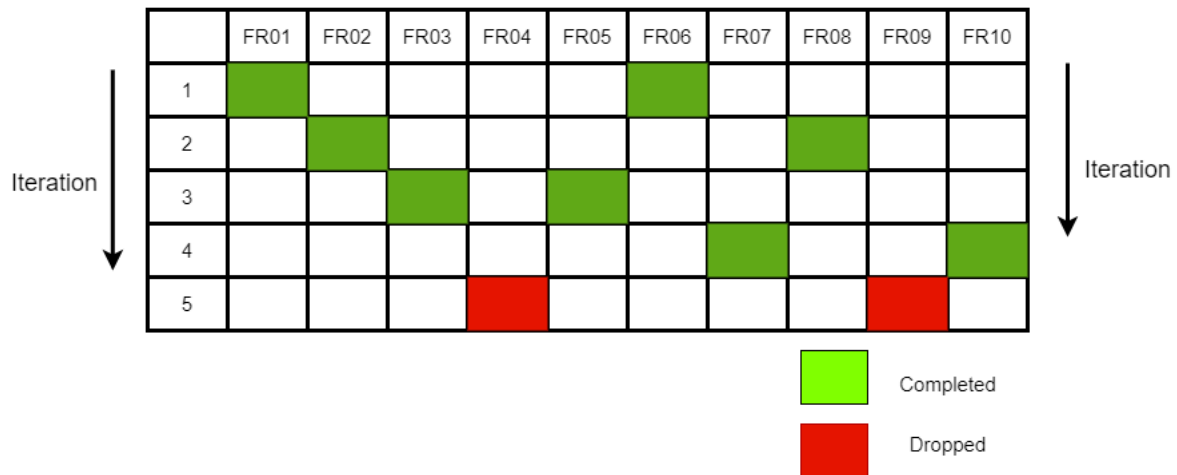 FR01 FR02 FR03 FR04 FR05 FR06 FR07 FR08 FR09 FR10
1
2
Iteration
3
Iteration
4
5
Completed
Dropped